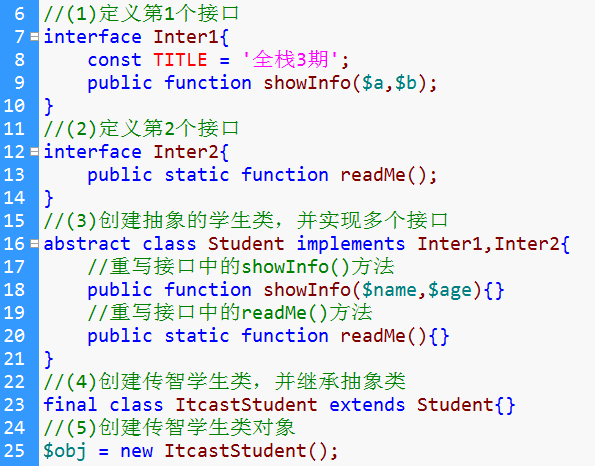 6 //(1)定义第1个接口
7 interface Inter1{
8     const TITLE = '全栈3期';
9     public function showInfo($a,$b);
10 }
11 //(2)定义第2个接口
12 interface Inter2{
13     public static function readMe();
14 }
15 //(3)创建抽象的学生类，并实现多个接口
16 abstract class Student implements Inter1,Inter2{
17     //重写接口中的showInfo()方法
18     public function showInfo($name,$age){}
19     //重写接口中的readMe()方法
20     public static function readMe(){}
21 }
22 //(4)创建传智学生类，并继承抽象类
23 final class ItcastStudent extends Student{}
24 //(5)创建传智学生类对象
25 $obj = new ItcastStudent();